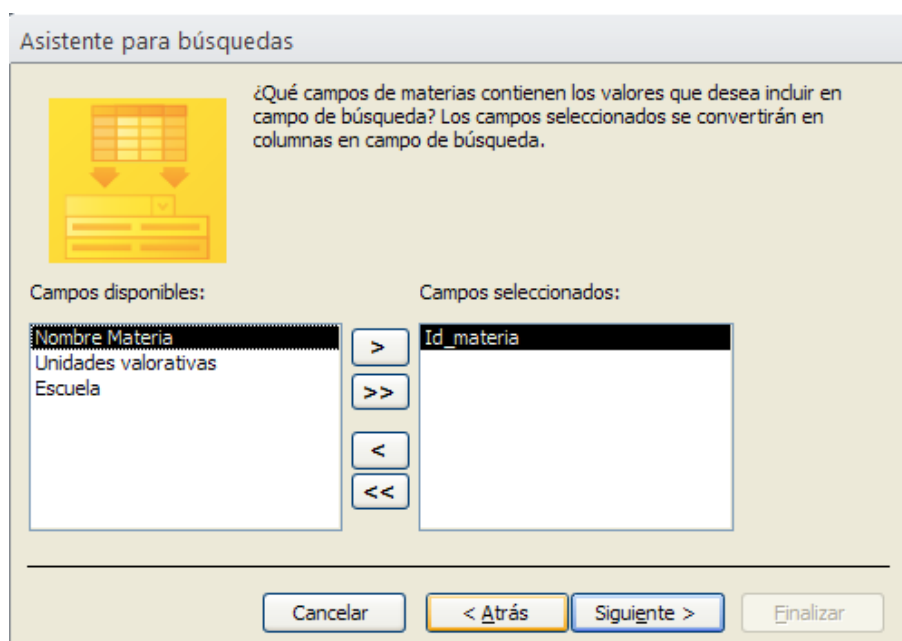 Asistente para búsquedas
¿Qué campos de materias contienen los valores que desea incluir en
campo de búsqueda? Los campos seleccionados se convertirán en
columnas en campo de búsqueda.
Campos disponibles:
Campos seleccionados:
Nombre Materia
Unidades valorativas
Escuela
>
>>
<
<<
Id_materia
Cancelar
< Atrás
Siguiente >
Finalizar